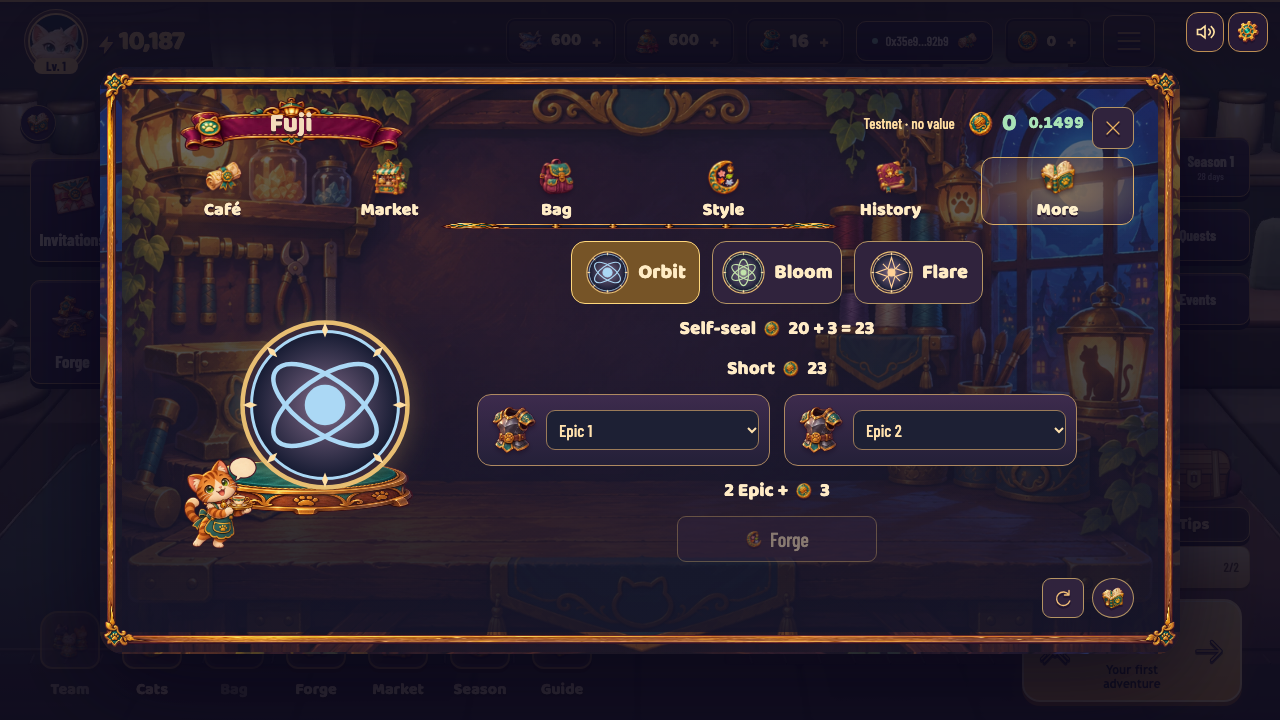 Lv. 1
10,187
600 +
600 +
16 +
0x35e9...92b9
0 +
Fuji
Testnet · no value
0
0.1499
Café
Market
Bag
Style
History
More
Season 1
Invitation
Quests
Events
Forge
Orbit
Bloom
Flare
Self-seal 20 + 3 = 23
Short 23
Epic 1
Epic 2
2 Epic + 3
Forge
Tips
2/2
Your first
adventure
Team
Cats
Bag
Forge
Market
Season
Guide